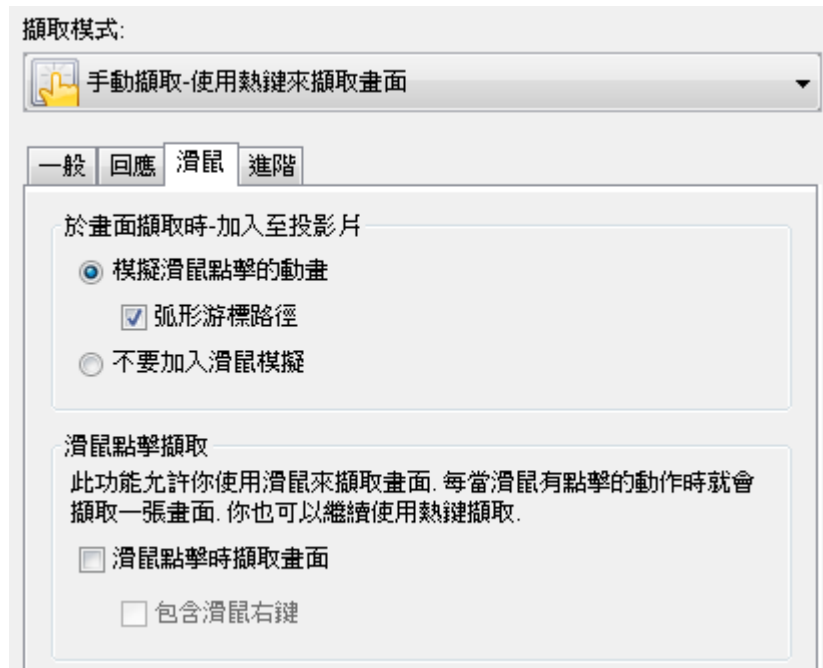 擷取模式:
手動擷取-使用熱鍵來擷取畫面
一般 回應 滑鼠 進階
於畫面擷取時-加入至投影片
模擬滑鼠點擊的動畫
弧形游標路徑
不要加入滑鼠模擬
滑鼠點擊擷取
此功能允許你使用滑鼠來擷取畫面. 每當滑鼠有點擊的動作時就會
擷取一張畫面. 你也可以繼續使用熱鍵擷取.
滑鼠點擊時擷取畫面
包含滑鼠右鍵